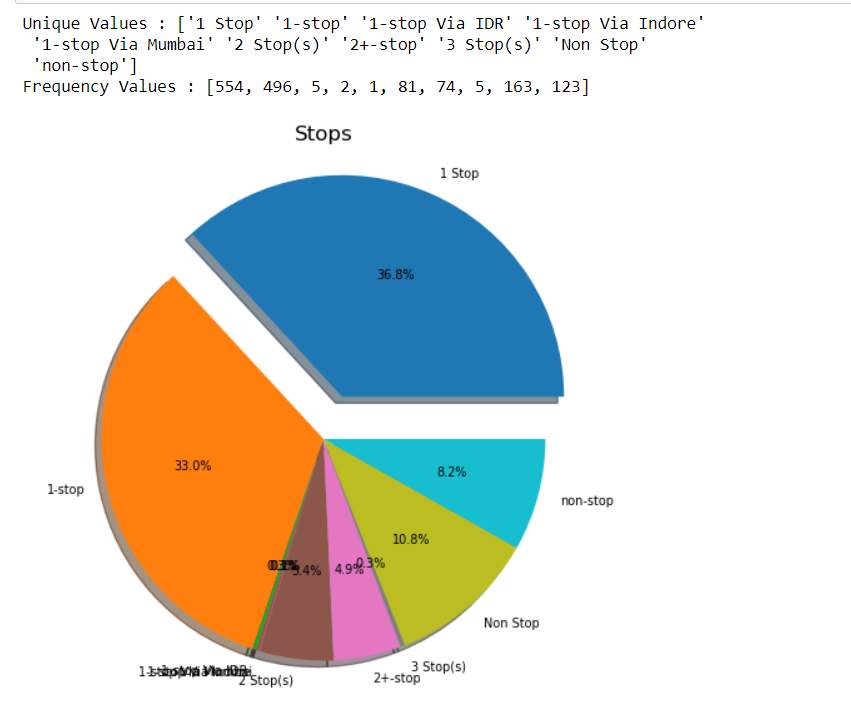 Unique Values : ['1 Stop' '1-stop' '1-stop Via IDR' '1-stop Via Indore'
'1-stop Via Mumbai' '2 Stop(s)' '2+-stop' '3 Stop(s)' 'Non Stop'
'non-stop']
Frequency Values : [554, 496, 5, 2, 1, 81, 74, 5, 163, 123]
Stops
1 Stop
36.8%
33.0%
8.2%
1-stop
non-stop
10.8%
0.3%
4.9%
5.4%
Non Stop
3 Stop(s)
2+-stop
2 Stop(s)